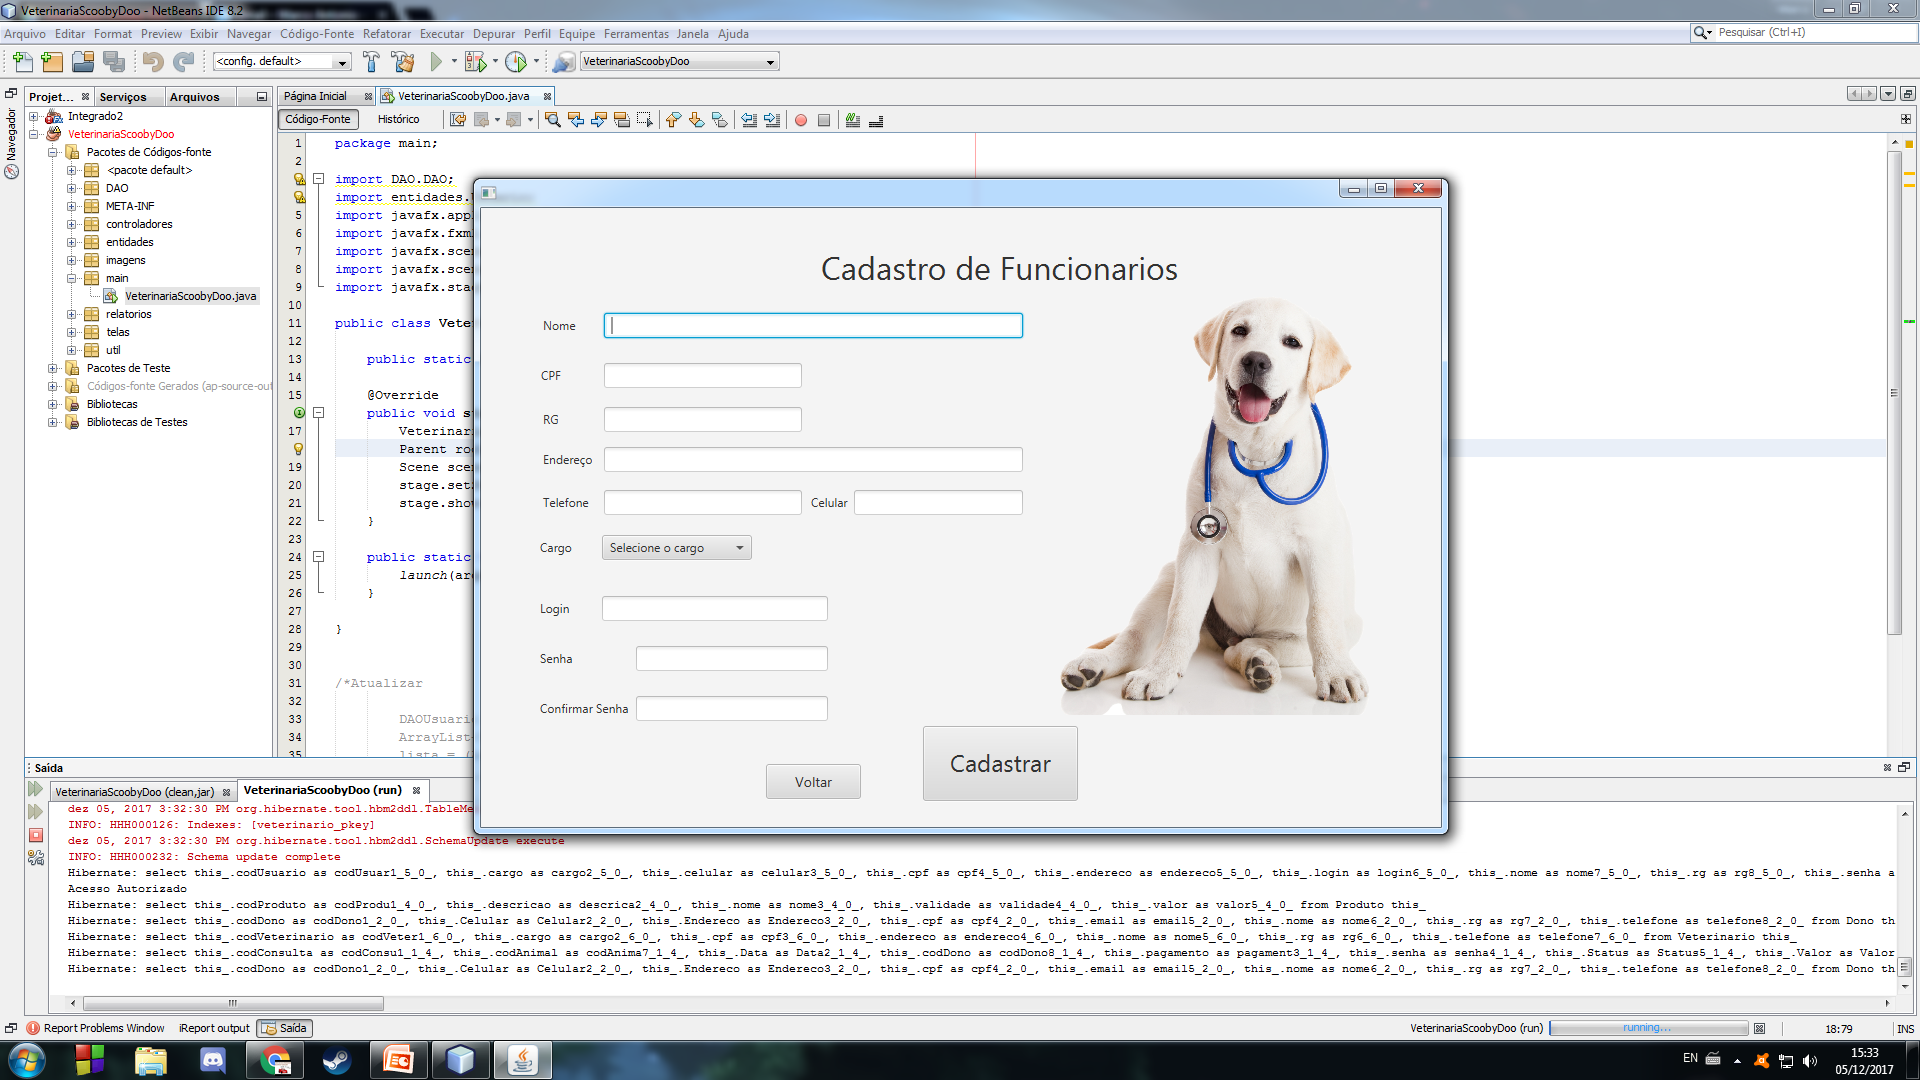 VeterinariaScoobyDoo - NetBeans IDE 8.2
Arquivo Editar Format Preview Exibir Navegar Código-Fonte Refatorar Executar Depurar Perfil Equipe Ferramentas Janela Ajuda
Pesquisar (Ctrl+I)
<config. default>
VeterinariaScoobyDoo
Projet... Serviços Arquivos
Navegador
Integrado2
VeterinariaScoobyDoo
Pacotes de Códigos-fonte
<pacote default>
DAO
META-INF
controladores
entidades
imagens
main
VeterinariaScoobyDoo.java
relatorios
telas
util
Pacotes de Teste
Códigos-fonte Gerados (ap-source-out
Bibliotecas
Bibliotecas de Testes
Página Inicial VeterinariaScoobyDoo.java
Código-Fonte Histórico
1 package main;
2
import DAO.DAO;
import entidades.
5 import javafx.app
6 import javafx.fxm
7 import javafx.sce
8 import javafx.sce
9 import javafx.sta
10
11 public class Vete
12
13 public static
14
15 @Override
public void s
17 Veterinar
Parent ro
19 Scene sce
20 stage.set
21 stage.sho
22 }
23
24 public static
25 launch(ar
26 }
27
28 }
29
30
31 /*Atualizar
32
33 DAOUsuari
34 ArrayList
35 lista = (
Cadastro de Funcionarios
Nome
CPF
RG
Endereço
Telefone Celular
Cargo Selecione o cargo
Login
Senha
Confirmar Senha
Voltar Cadastrar
Saída
VeterinariaScoobyDoo (clean,jar) VeterinariaScoobyDoo (run)
dez 05, 2017 3:32:30 PM org.hibernate.tool.hbm2ddl.TableMe
INFO: HHH000126: Indexes: [veterinario_pkey]
dez 05, 2017 3:32:30 PM org.hibernate.tool.hbm2ddl.SchemaUpdate execute
INFO: HHH000232: Schema update complete
Hibernate: select this_.codUsuario as codUsuar1_5_0_, this_.cargo as cargo2_5_0_, this_.celular as celular3_5_0_, this_.cpf as cpf4_5_0_, this_.endereco as endereco5_5_0_, this_.login as login6_5_0_, this_.nome as nome7_5_0_, this_.rg as rg8_5_0_, this_.senha a
Acesso Autorizado
Hibernate: select this_.codProduto as codProdu1_4_0_, this_.descricao as descrica2_4_0_, this_.nome as nome3_4_0_, this_.validade as validade4_4_0_, this_.valor as valor5_4_0_ from Produto this_
Hibernate: select this_.codDono as codDono1_2_0_, this_.Celular as Celular2_2_0_, this_.Endereco as Endereco3_2_0_, this_.cpf as cpf4_2_0_, this_.email as email5_2_0_, this_.nome as nome6_2_0_, this_.rg as rg7_2_0_, this_.telefone as telefone8_2_0_ from Dono th
Hibernate: select this_.codVeterinario as codVeter1_6_0_, this_.cargo as cargo2_6_0_, this_.cpf as cpf3_6_0_, this_.endereco as endereco4_6_0_, this_.nome as nome5_6_0_, this_.rg as rg6_6_0_, this_.telefone as telefone7_6_0_ from Veterinario this_
Hibernate: select this_.codConsulta as codConsu1_1_4_, this_.codAnimal as codAnima7_1_4_, this_.Data as Data2_1_4_, this_.codDono as codDono8_1_4_, this_.pagamento as pagament3_1_4_, this_.senha as senha4_1_4_, this_.Status as Status5_1_4_, this_.Valor as Valor
Hibernate: select this_.codDono as codDono1_2_0_, this_.Celular as Celular2_2_0_, this_.Endereco as Endereco3_2_0_, this_.cpf as cpf4_2_0_, this_.email as email5_2_0_, this_.nome as nome6_2_0_, this_.rg as rg7_2_0_, this_.telefone as telefone8_2_0_ from Dono th
Report Problems Window iReport output Saída
VeterinariaScoobyDoo (run) running... 18:79 INS
EN
15:33
05/12/2017